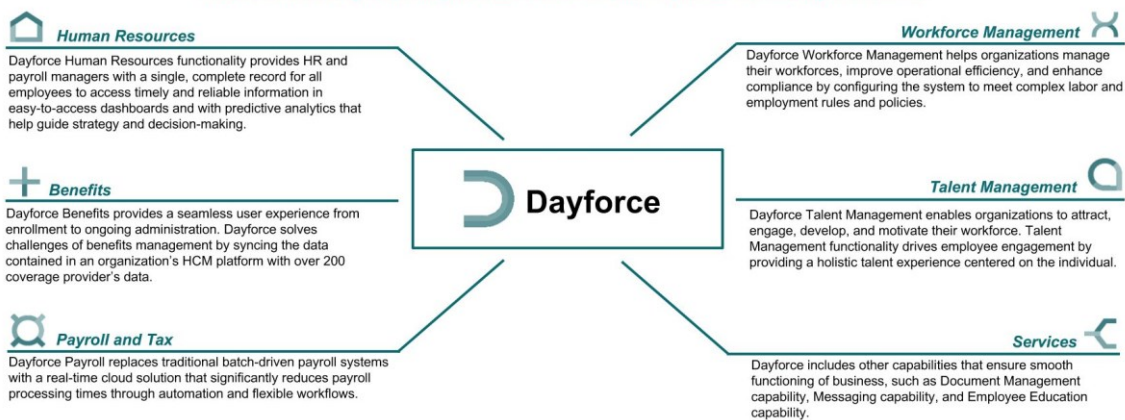 Human Resources
Dayforce Human Resources functionality provides HR and
payroll managers with a single, complete record for all
employees to access timely and reliable information in
easy-to-access dashboards and with predictive analytics that
help guide strategy and decision-making.
Benefits
Dayforce Benefits provides a seamless user experience from
enrollment to ongoing administration. Dayforce solves
challenges of benefits management by syncing the data
contained in an organization's HCM platform with over 200
coverage provider's data.
Payroll and Tax
Dayforce Payroll replaces traditional batch-driven payroll systems
with a real-time cloud solution that significantly reduces payroll
processing times through automation and flexible workflows.
Dayforce
Workforce Management
Dayforce Workforce Management helps organizations manage
their workforces, improve operational efficiency, and enhance
compliance by configuring the system to meet complex labor and
employment rules and policies.
Talent Management
Dayforce Talent Management enables organizations to attract,
engage, develop, and motivate their workforce. Talent
Management functionality drives employee engagement by
providing a holistic talent experience centered on the individual.
Services
Dayforce includes other capabilities that ensure smooth
functioning of business, such as Document Management
capability, Messaging capability, and Employee Education
capability.